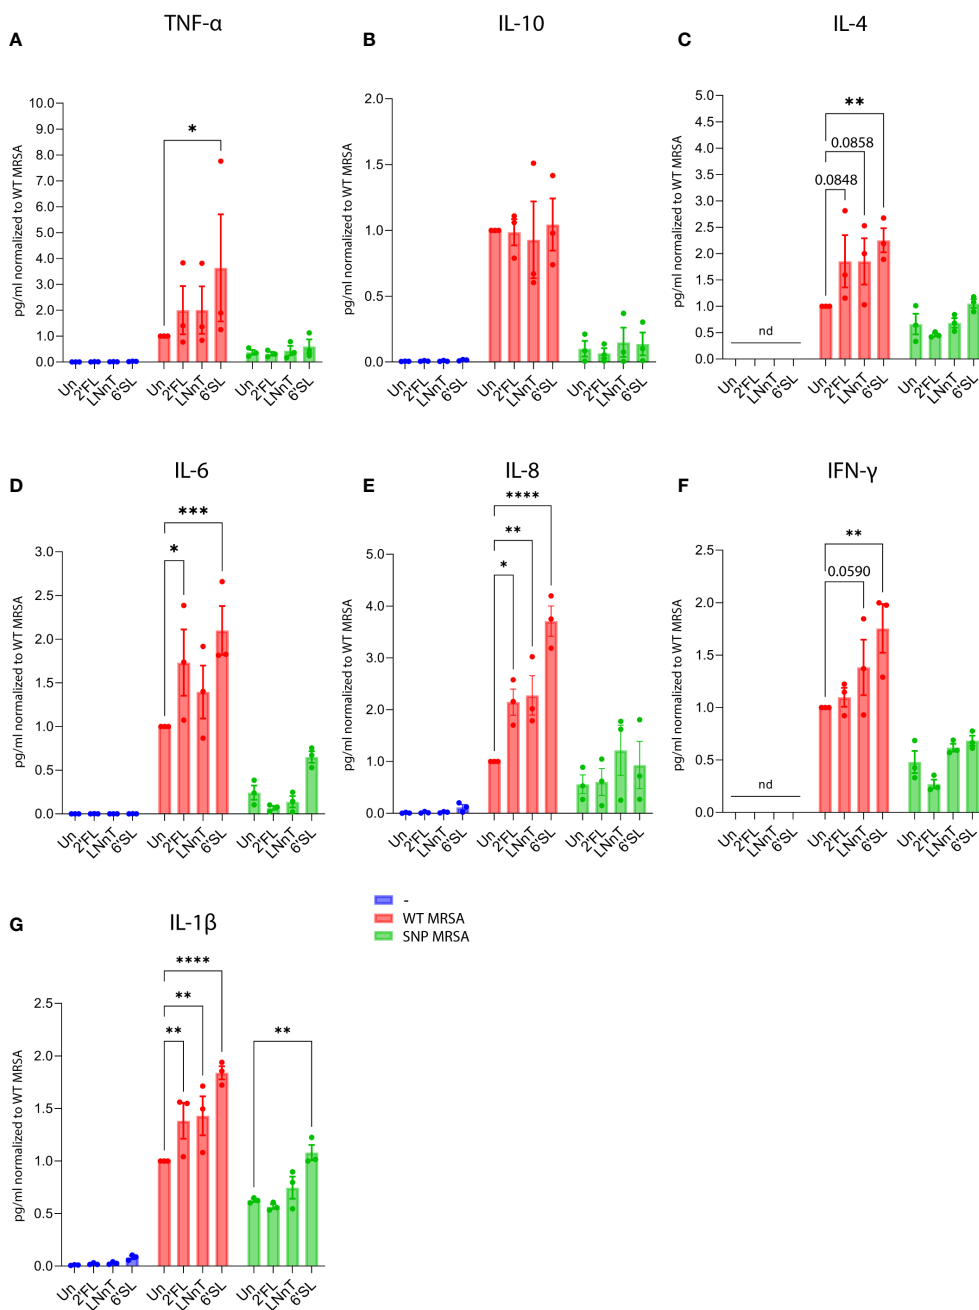 A
TNF-α
pg/ml normalized to WT MRSA
10.0
9.0
8.0
7.0
6.0
5.0
4.0
3.0
2.0
1.0
0.0
*
Un 2'FL LNnT 6'SL Un 2'FL LNnT 6'SL Un 2'FL LNnT 6'SL
B
IL-10
pg/ml normalized to WT MRSA
2.0
1.5
1.0
0.5
0.0
Un 2'FL LNnT 6'SL Un 2'FL LNnT 6'SL Un 2'FL LNnT 6'SL
C
IL-4
pg/ml normalized to WT MRSA
5.0
4.5
4.0
3.5
3.0
2.5
2.0
1.5
1.0
0.5
0.0
**
0.0858
0.0848
nd
Un 2'FL LNnT 6'SL Un 2'FL LNnT 6'SL Un 2'FL LNnT 6'SL
D
IL-6
pg/ml normalized to WT MRSA
3.0
2.5
2.0
1.5
1.0
0.5
0.0
***
*
Un 2'FL LNnT 6'SL Un 2'FL LNnT 6'SL Un 2'FL LNnT 6'SL
E
IL-8
pg/ml normalized to WT MRSA
5.0
4.0
3.0
2.0
1.0
0.0
****
**
*
Un 2'FL LNnT 6'SL Un 2'FL LNnT 6'SL Un 2'FL LNnT 6'SL
F
IFN-γ
pg/ml normalized to WT MRSA
2.5
2.0
1.5
1.0
0.5
0.0
**
0.0590
nd
Un 2'FL LNnT 6'SL Un 2'FL LNnT 6'SL Un 2'FL LNnT 6'SL
-
WT MRSA
SNP MRSA
G
IL-1β
pg/ml normalized to WT MRSA
2.5
2.0
1.5
1.0
0.5
0.0
****
**
**
**
Un 2'FL LNnT 6'SL Un 2'FL LNnT 6'SL Un 2'FL LNnT 6'SL